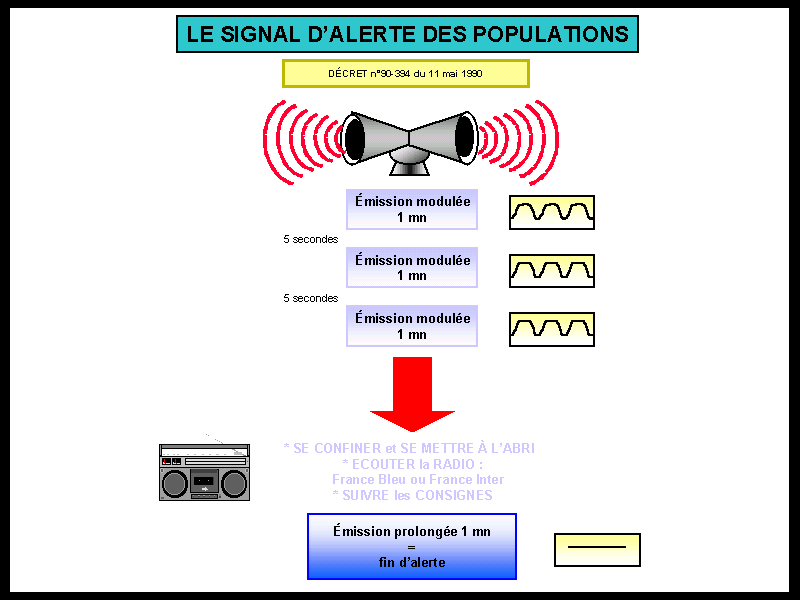 LE SIGNAL D'ALERTE DES POPULATIONS
DÉCRET n°90-394 du 11 mai 1990
Émission modulée
1 mn
5 secondes
Émission modulée
1 mn
5 secondes
Émission modulée
1 mn
* SE CONFINER et SE METTRE À L'ABRI
* ECOUTER la RADIO :
France Bleu ou France Inter
* SUIVRE les CONSIGNES
Émission prolongée 1 mn
=
fin d'alerte